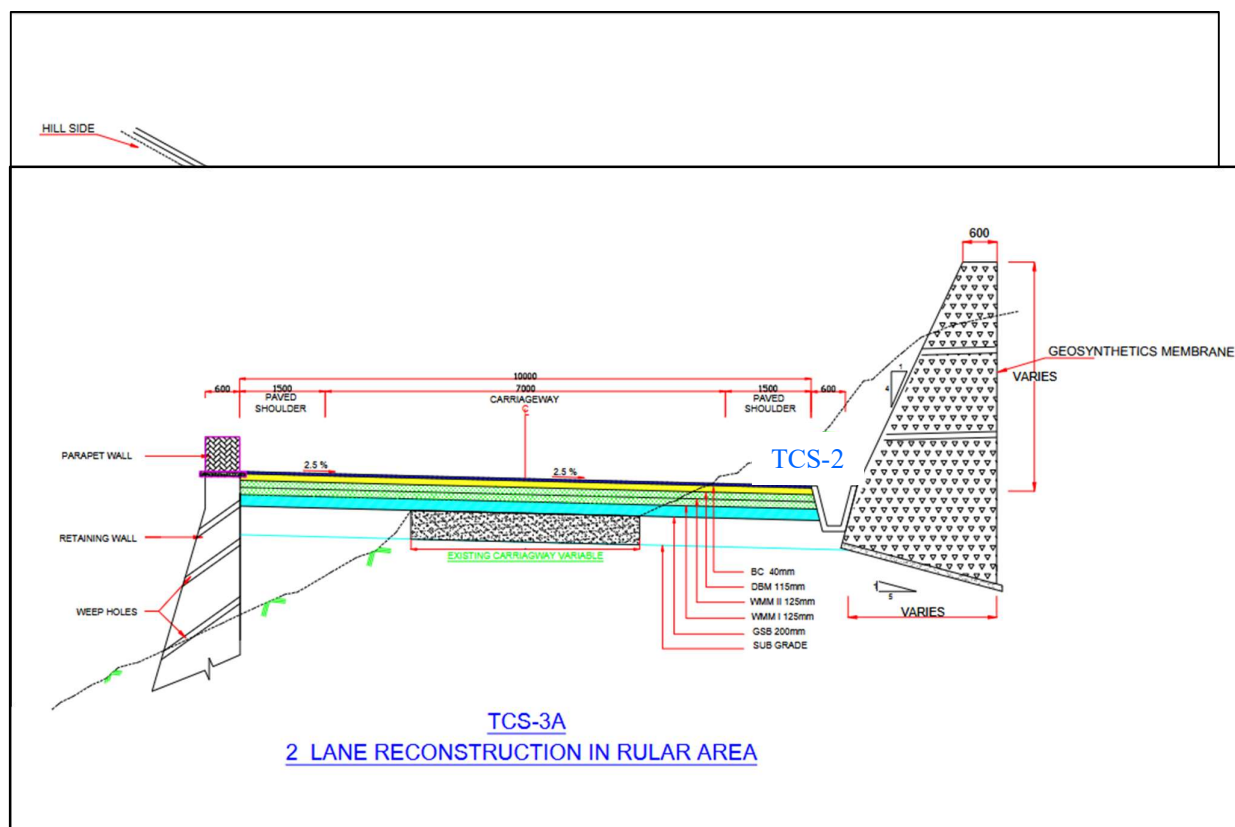 HILL SIDE
600
GEOSYNTHETICS MEMBRANE
VARIES
1
4
10000
600
1500
7000
1500
600
PAVED
SHOULDER
CARRIAGEWAY
C
PAVED
SHOULDER
PARAPET WALL
2.5 %
2.5 %
TCS-2
RETAINING WALL
EXISTING CARRIAGWAY VARIABLE
WEEP HOLES
BC 40mm
DBM 115mm
WMM II 125mm
WMM I 125mm
GSB 200mm
SUB GRADE
1
5
VARIES
TCS-3A
2 LANE RECONSTRUCTION IN RULAR AREA